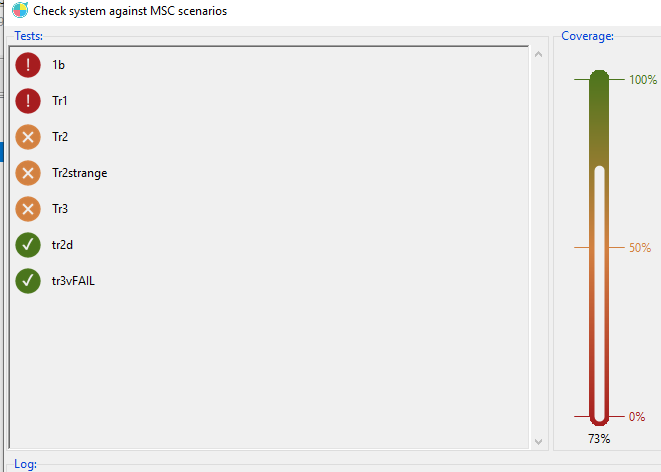 Check system against MSC scenarios
Tests:
Coverage:
1b
Tr1
Tr2
Tr2strange
Tr3
tr2d
tr3vFAIL
100%
50%
0%
73%
Log: